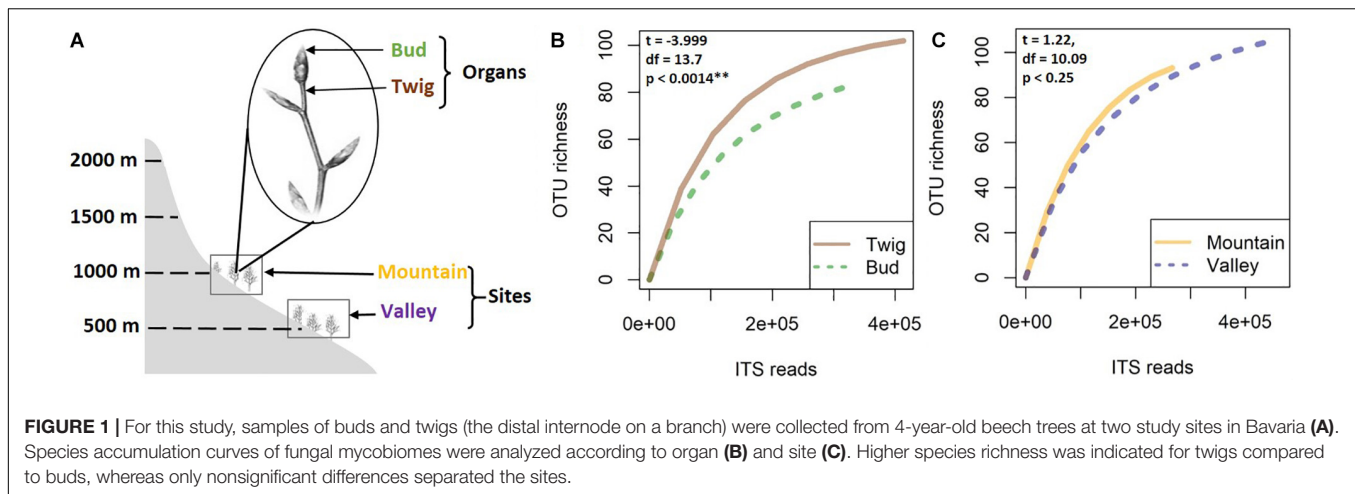 A
Bud
Twig
Organs
2000 m
1500 m
1000 m
500 m
Mountain
Valley
Sites
B
t = -3.999
df = 13.7
p < 0.0014**
OTU richness
100
80
60
40
20
0
0e+00
2e+05
4e+05
ITS reads
Twig
Bud
C
t = 1.22,
df = 10.09
p < 0.25
OTU richness
100
80
60
40
20
0
0e+00
2e+05
4e+05
ITS reads
Mountain
Valley
FIGURE 1 | For this study, samples of buds and twigs (the distal internode on a branch) were collected from 4-year-old beech trees at two study sites in Bavaria (A).
Species accumulation curves of fungal mycobiomes were analyzed according to organ (B) and site (C). Higher species richness was indicated for twigs compared
to buds, whereas only nonsignificant differences separated the sites.